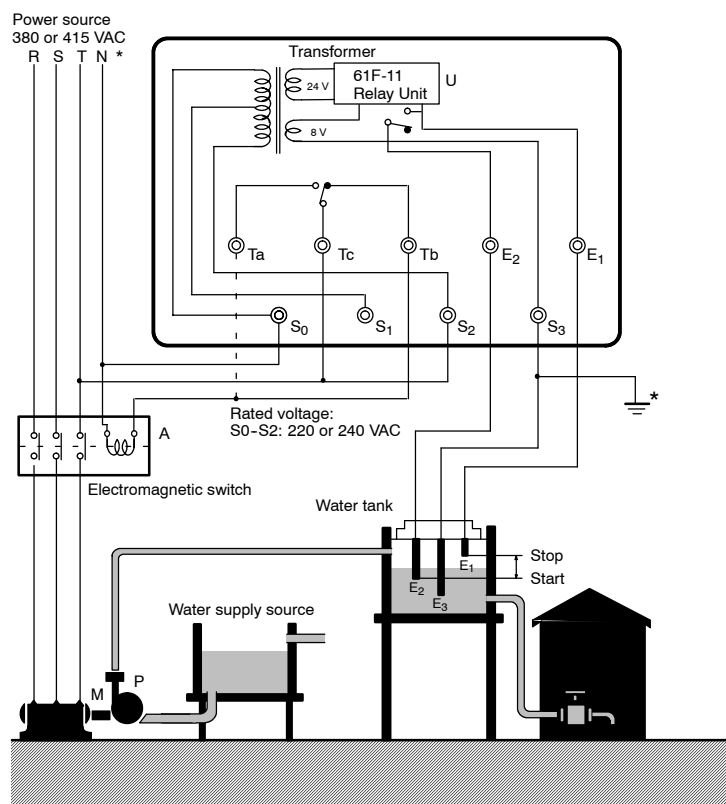 Power source
380 or 415 VAC
R S T N *
Transformer
24 V
61F-11
Relay Unit
U
8 V
Ta
Tc
Tb
E2
E1
S0
S1
S2
S3
*
Rated voltage:
S0-S2: 220 or 240 VAC
A
Electromagnetic switch
Water tank
E1
Stop
Start
E2
E3
Water supply source
M
P